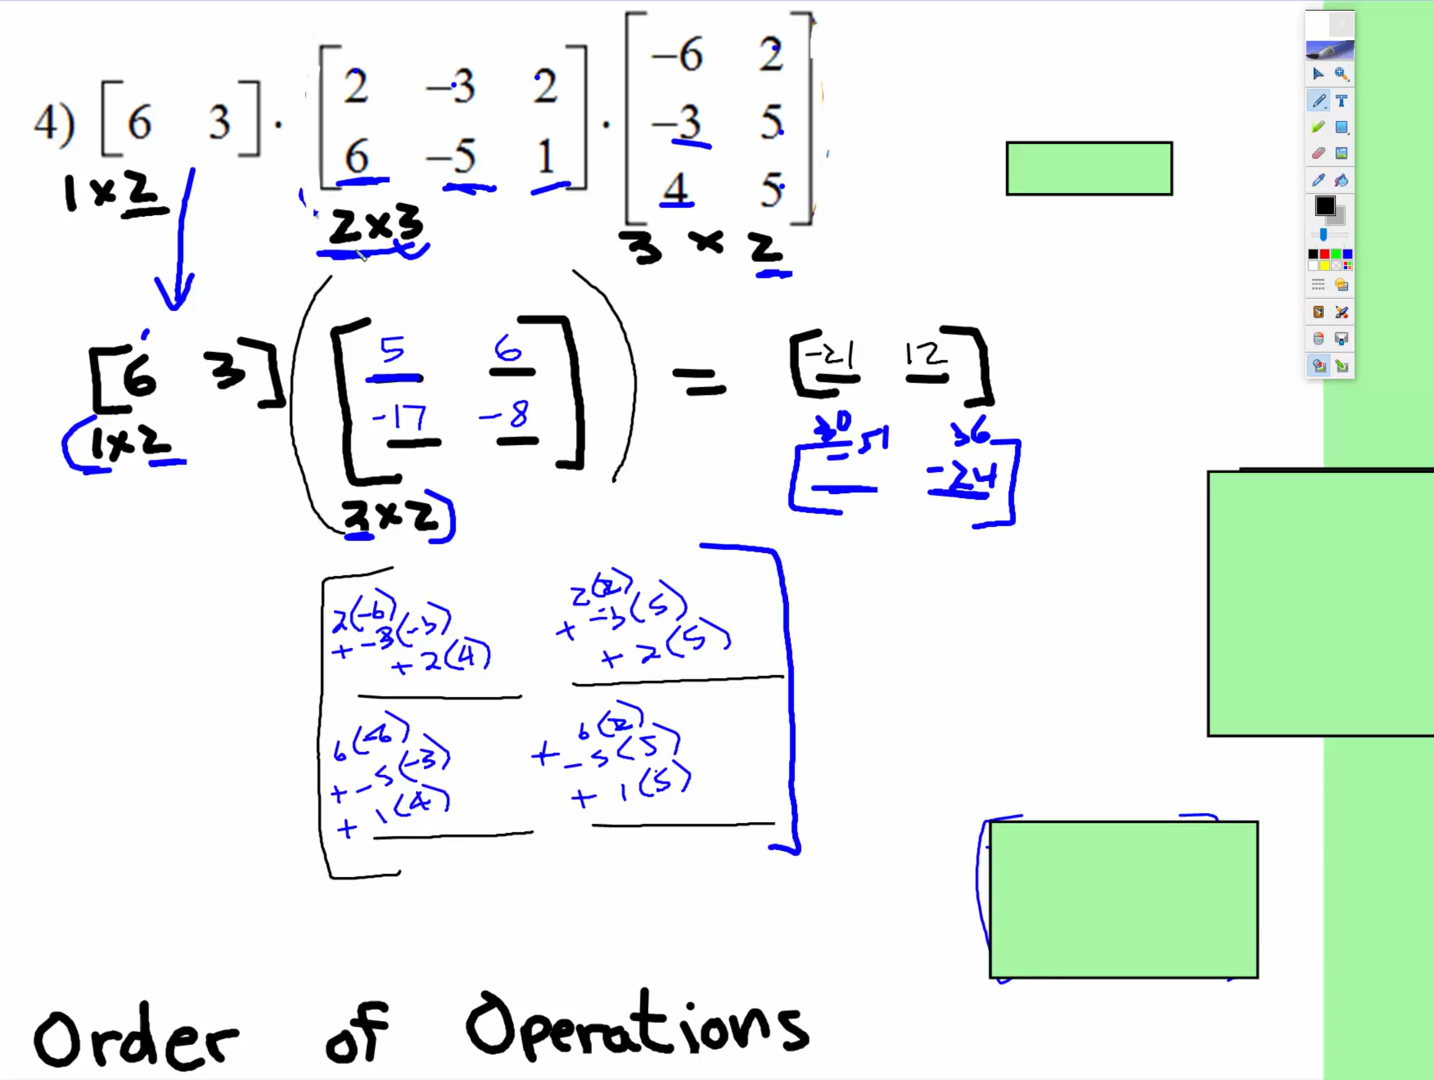 4) [6 3] · [2 -3 2] · [-6 2]
[6 -5 1] [-3 5]
[4 5]
1 x 2
2 x 3
3 x 2
[6 3] ([5 6]) = [-21 12]
[-17 -8]
1 x 2
30 36
- 51 -24
2 x 2
2(-6) 2(2)
+ -3(-3) + -3(5)
+ 2(4) + 2(5)
6(-6) 6(2)
+ -5(-3) + -5(5)
+ 1(4) + 1(5)
Order of Operations
T